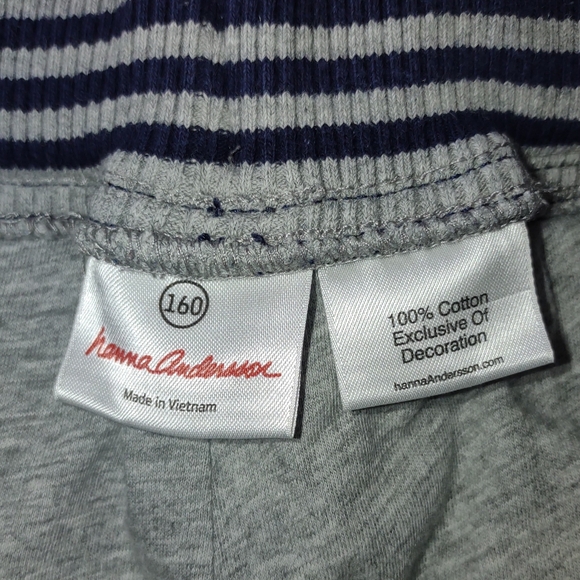 160
hanna Andersson
Made in Vietnam
100% Cotton
Exclusive Of
Decoration
hannaAndersson.com